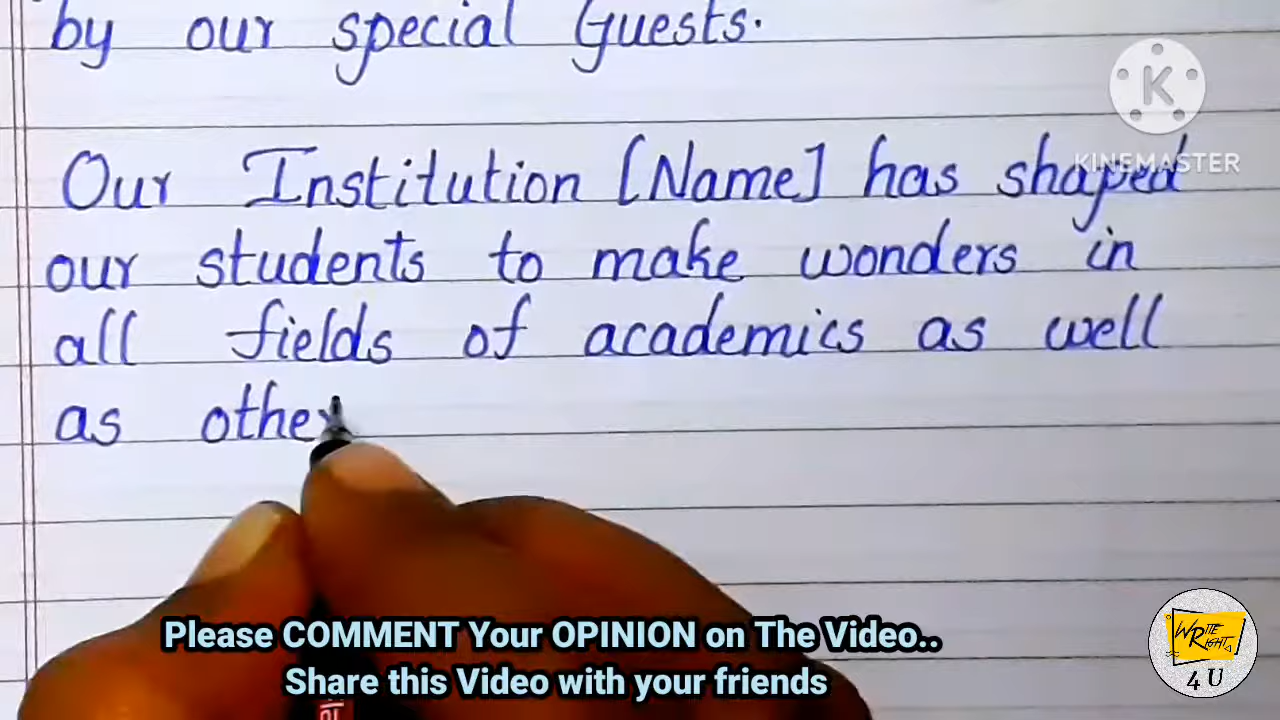 by our special Guests.
Our Institution [Name] has shaped
our students to make wonders in
all fields of academics as well
as other
K
KINEMASTER
Please COMMENT Your OPINION on The Video..
Share this Video with your friends
WRITE
RIGHT
4 U